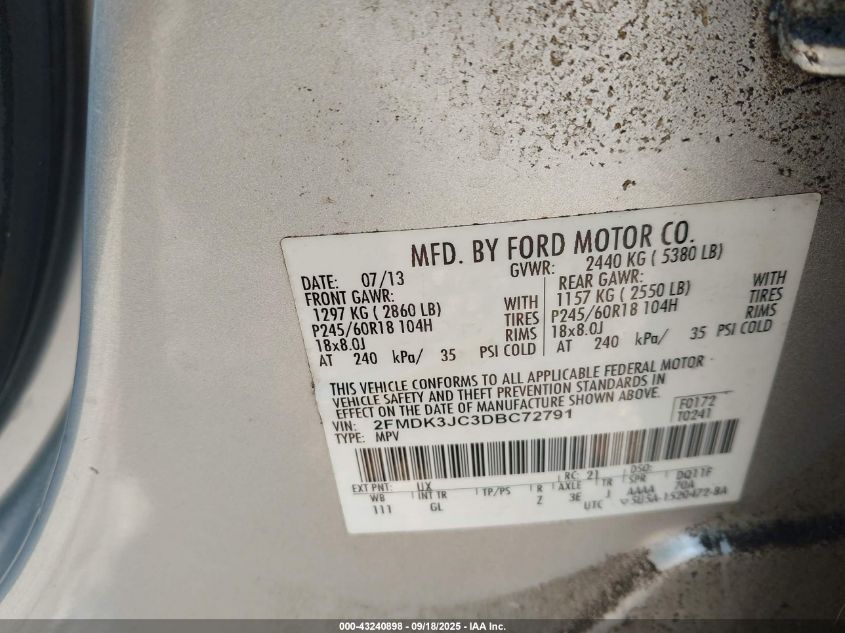 MFD. BY FORD MOTOR CO.
DATE: 07/13
GVWR: 2440 KG ( 5380 LB)
FRONT GAWR:
1297 KG ( 2860 LB) WITH
P245/60R18 104H TIRES
18x8.0J RIMS
AT 240 kPa/ 35 PSI COLD
REAR GAWR:
1157 KG ( 2550 LB) WITH
P245/60R18 104H TIRES
18x8.0J RIMS
AT 240 kPa/ 35 PSI COLD
THIS VEHICLE CONFORMS TO ALL APPLICABLE FEDERAL MOTOR
VEHICLE SAFETY AND THEFT PREVENTION STANDARDS IN
EFFECT ON THE DATE OF MANUFACTURE SHOWN ABOVE.
VIN: 2FMDK3JC3DBC72791
TYPE: MPV
F0172
T0241
EXT PNT: UX RC: 21 DSO:
WB INT TR TP/PS R AXLE TR SPR DQ11F
111 GL Z 3E J AAAA 70A
UTC
000-43240898 - 09/18/2025 - IAA Inc.